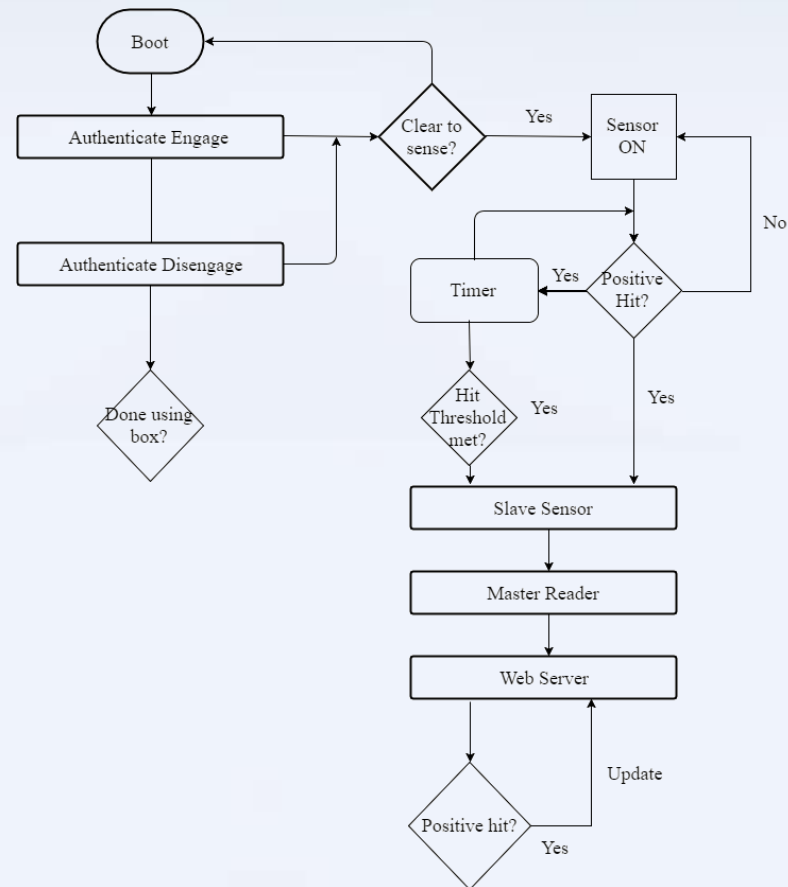 Boot
Authenticate Engage
Clear to
sense?
Yes
Sensor
ON
No
Authenticate Disengage
Timer
Yes
Positive
Hit?
Done using
box?
Hit
Threshold
met?
Yes
Yes
Slave Sensor
Master Reader
Web Server
Update
Positive hit?
Yes